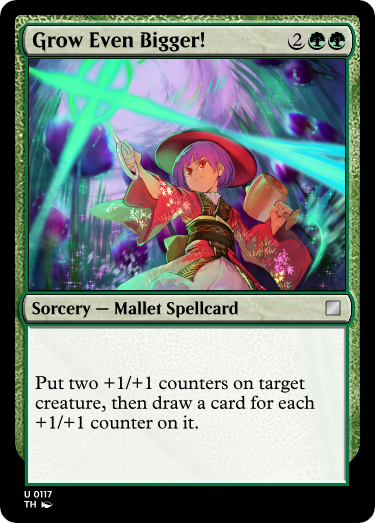 Grow Even Bigger! 2
Sorcery — Mallet Spellcard
Put two +1/+1 counters on target
creature, then draw a card for each
+1/+1 counter on it.
U 0117
TH